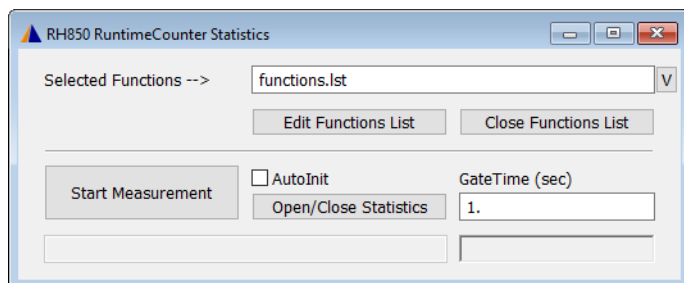 RH850 RuntimeCounter Statistics
Selected Functions --> functions.lst V
Edit Functions List Close Functions List
AutoInit GateTime (sec)
Start Measurement
Open/Close Statistics 1.